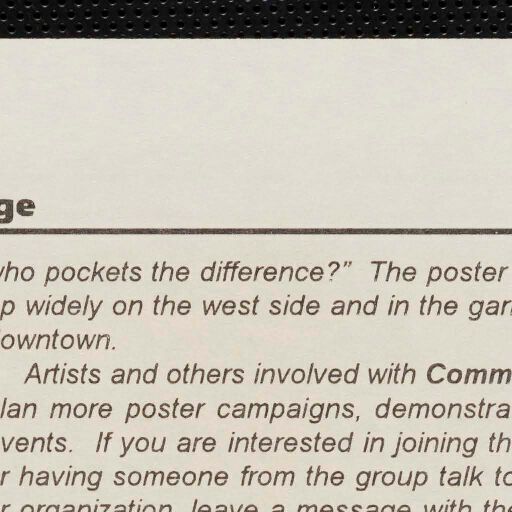 ge
who pockets the difference?”  The poster
p widely on the west side and in the gar
downtown.
Artists and others involved with Comm
lan more poster campaigns, demonstra
vents.  If you are interested in joining th
r having someone from the group talk to
r organization, leave a message with the